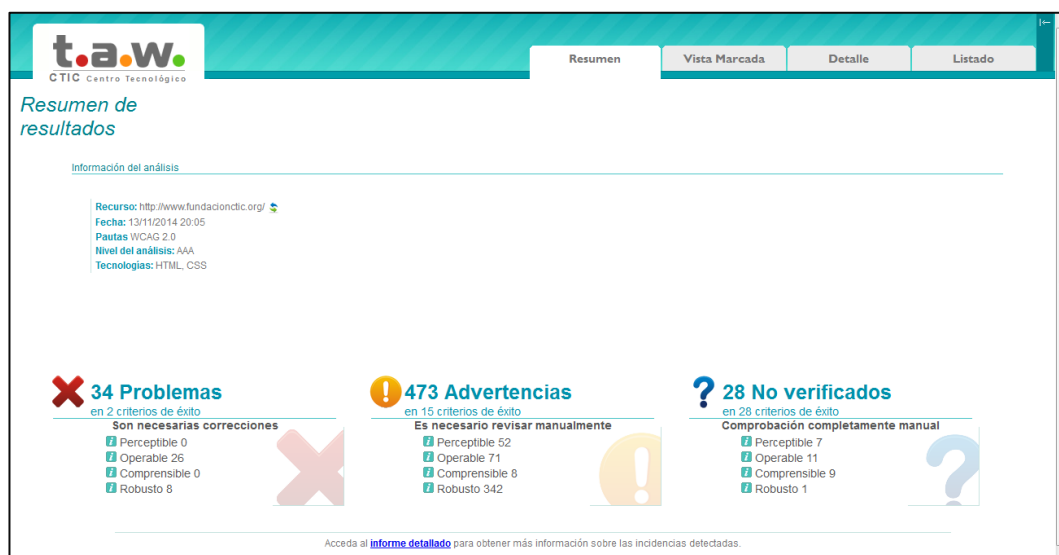 t.a.w.
CTIC Centro Tecnológico
Resumen
Vista Marcada
Detalle
Listado
Resumen de
resultados
Información del análisis
Recurso: http://www.fundacionctic.org/
Fecha: 13/11/2014 20:05
Pautas WCAG 2.0
Nivel del análisis: AAA
Tecnologías: HTML, CSS
34 Problemas
en 2 criterios de éxito
Son necesarias correcciones
Perceptible 0
Operable 26
Comprensible 0
Robusto 8
473 Advertencias
en 15 criterios de éxito
Es necesario revisar manualmente
Perceptible 52
Operable 71
Comprensible 8
Robusto 342
28 No verificados
en 28 criterios de éxito
Comprobación completamente manual
Perceptible 7
Operable 11
Comprensible 9
Robusto 1
Acceda al informe detallado para obtener más información sobre las incidencias detectadas.